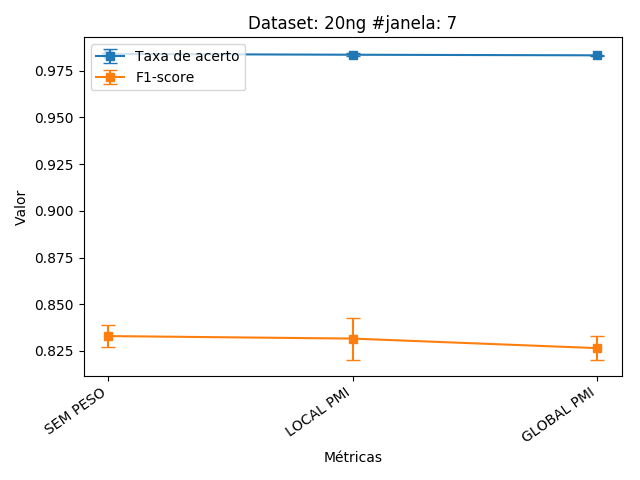 Dataset: 20ng #janela: 7
Taxa de acerto
F1-score
Valor
0.975
0.950
0.925
0.900
0.875
0.850
0.825
SEM PESO
LOCAL PMI
GLOBAL PMI
Métricas